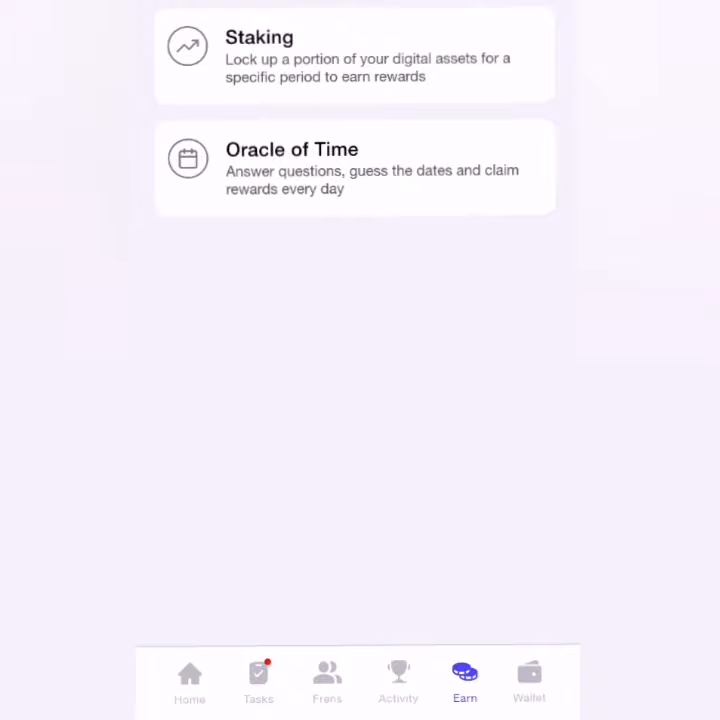 Staking
Lock up a portion of your digital assets for a
specific period to earn rewards
Oracle of Time
Answer questions, guess the dates and claim
rewards every day
Home
Tasks
Frens
Activity
Earn
Wallet